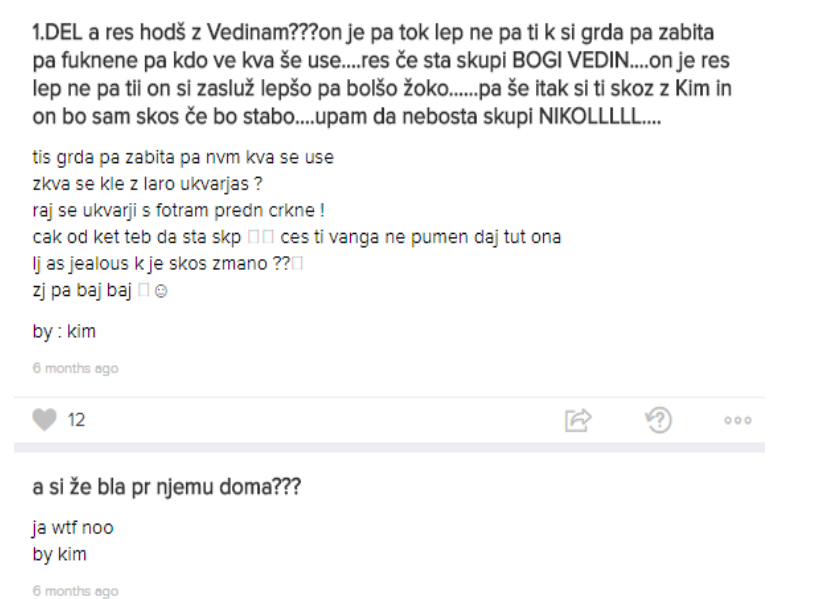 1.DEL a res hodš z Vedinam???on je pa tok lep ne pa ti k si grda pa zabita
pa fuknene pa kdo ve kva še use....res če sta skupi BOGI VEDIN....on je res
lep ne pa tii on si zasluž lepšo pa bolšo žoko......pa še itak si ti skoz z Kim in
on bo sam skos če bo stabo....upam da nebosta skupi NIKOLLLLL....
tis grda pa zabita pa nvm kva se use
zkva se kle z laro ukvarjas ?
raj se ukvarji s fotram predn crkne !
cak od ket teb da sta skp □□ ces ti vanga ne pumen daj tut ona
lj as jealous k je skos zmano ??□
zj pa baj baj □☺
by : kim
6 months ago
12
a si že bla pr njemu doma???
ja wtf noo
by kim
6 months ago